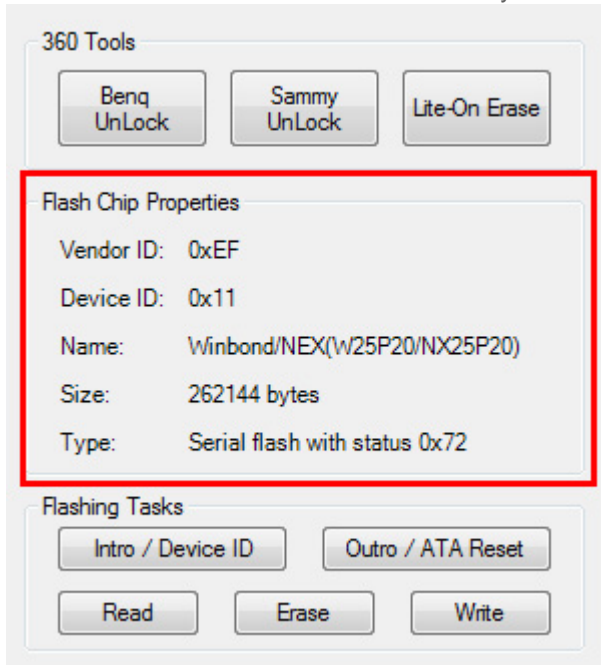 360 Tools
Benq UnLock
Sammy UnLock
Lite-On Erase
Flash Chip Properties
Vendor ID: 0xEF
Device ID: 0x11
Name: Winbond/NEX(W25P20/NX25P20)
Size: 262144 bytes
Type: Serial flash with status 0x72
Flashing Tasks
Intro / Device ID
Outro / ATA Reset
Read
Erase
Write